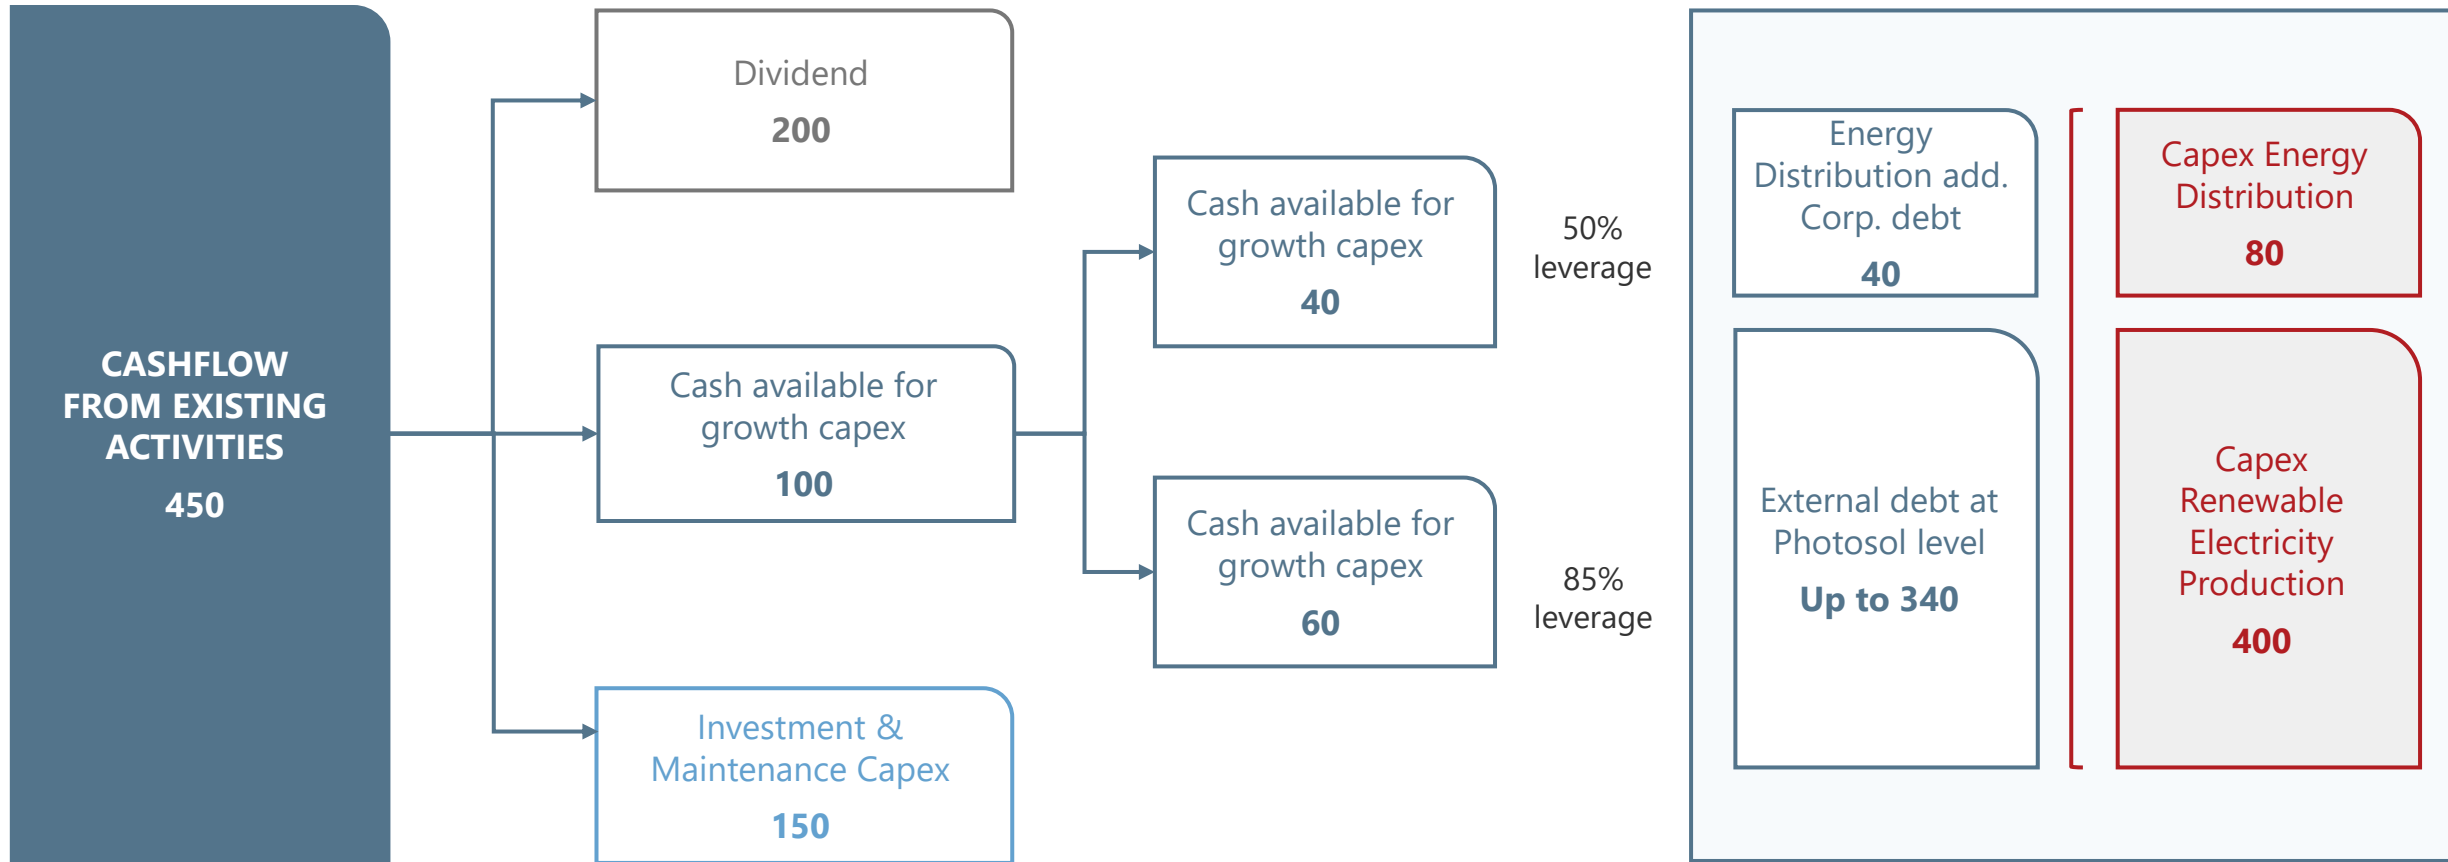 CASHFLOW
FROM EXISTING
ACTIVITIES
450
Dividend
200
Cash available for
growth capex
100
Investment &
Maintenance Capex
150
Cash available for
growth capex
40
Cash available for
growth capex
60
50%
leverage
85%
leverage
Energy
Distribution add.
Corp. debt
40
External debt at
Photosol level
Up to 340
Capex Energy
Distribution
80
Capex
Renewable
Electricity
Production
400